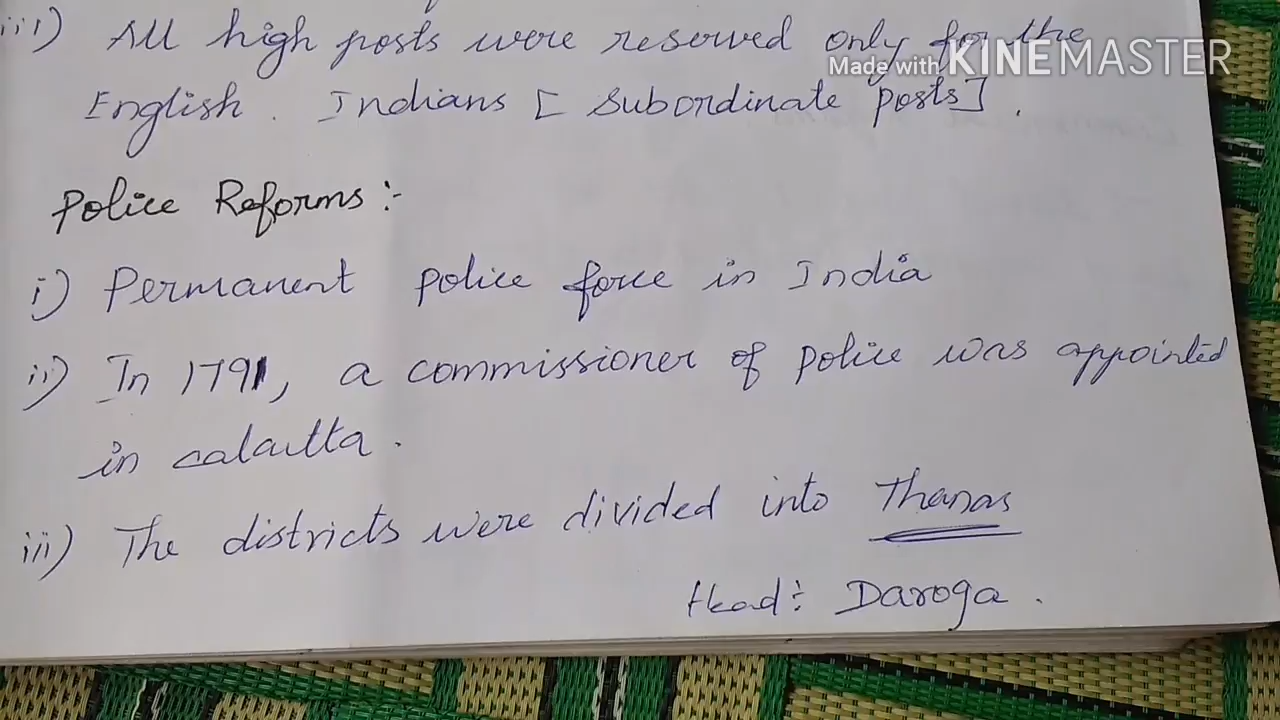 iii) All high posts were reserved only for the
Made with KINEMASTER
English. Indians [Subordinate posts].
Police Reforms :-
i) Permanent police force in India
ii) In 1791, a commissioner of police was appointed
in calcutta.
iii) The districts were divided into Thanas
Head : Daroga.